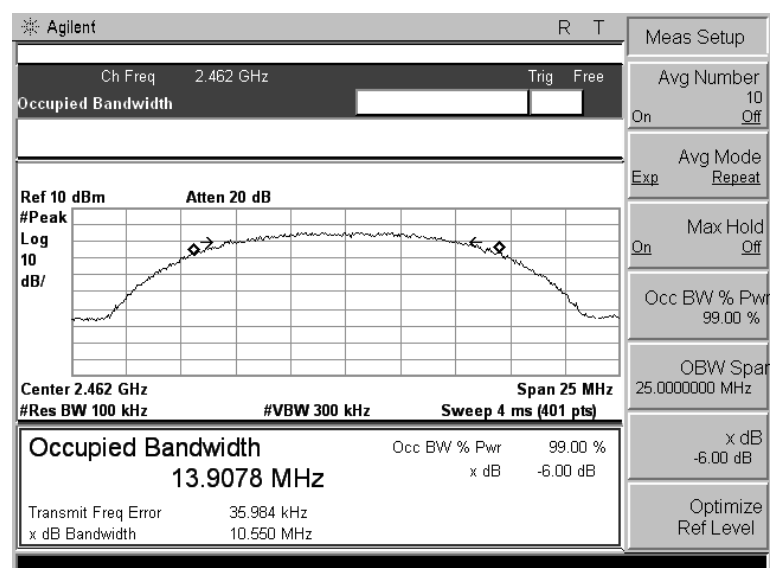 Agilent R T
Ch Freq 2.462 GHz Trig Free
Occupied Bandwidth
Ref 10 dBm Atten 20 dB
#Peak
Log
10
dB/
Center 2.462 GHz Span 25 MHz
#Res BW 100 kHz #VBW 300 kHz Sweep 4 ms (401 pts)
Occupied Bandwidth Occ BW % Pwr 99.00 %
13.9078 MHz x dB -6.00 dB
Transmit Freq Error 35.984 kHz
x dB Bandwidth 10.550 MHz
Meas Setup
Avg Number
10
On Off
Avg Mode
Exp Repeat
Max Hold
On Off
Occ BW % Pwr
99.00 %
OBW Spar
25.0000000 MHz
x dB
-6.00 dB
Optimize
Ref Level